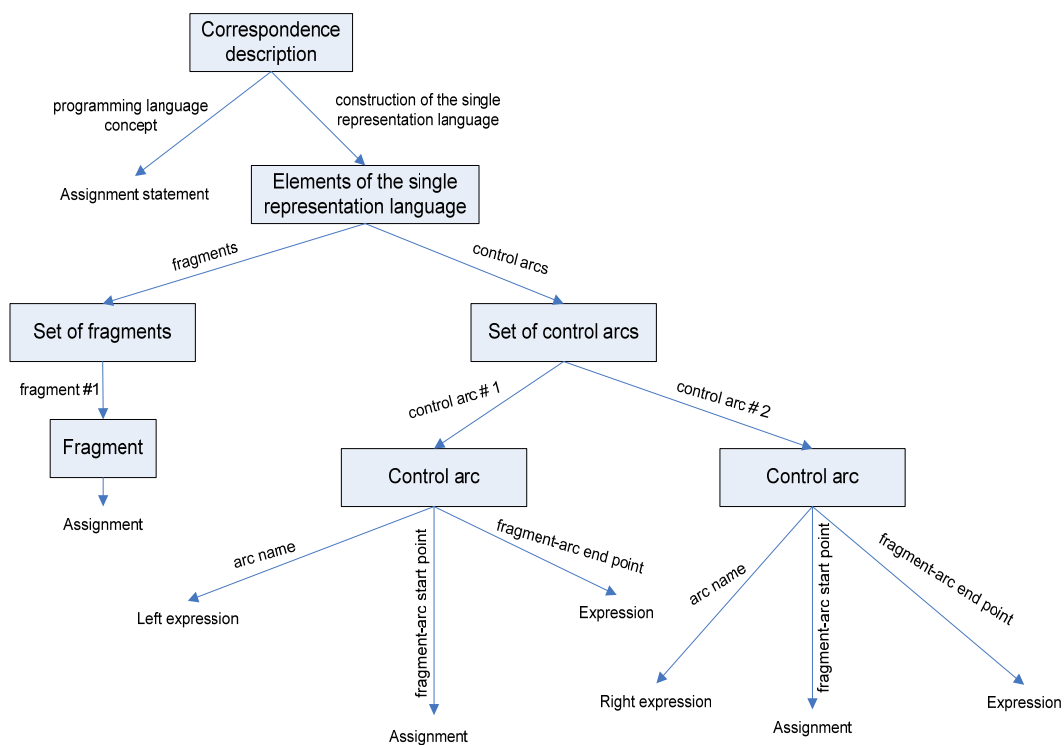 Correspondence
description
programming language
concept
construction of the single
representation language
Assignment statement
Elements of the single
representation language
fragments
control arcs
Set of fragments
Set of control arcs
fragment #1
control arc # 1
control arc # 2
Fragment
Control arc
Control arc
Assignment
arc name
fragment-arc start point
fragment-arc end point
arc name
fragment-arc start point
fragment-arc end point
Left expression
Expression
Right expression
Expression
Assignment
Assignment